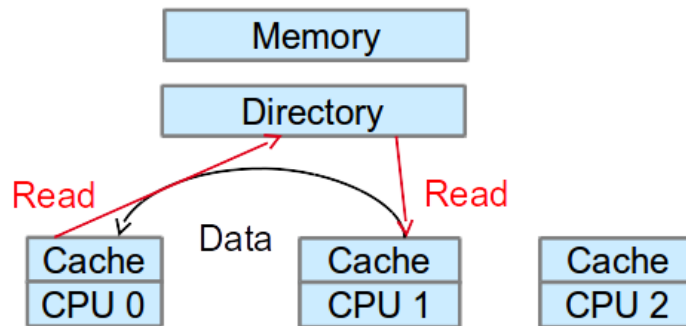 Memory
Directory
Read
Read
Data
Cache
Cache
Cache
CPU 0
CPU 1
CPU 2